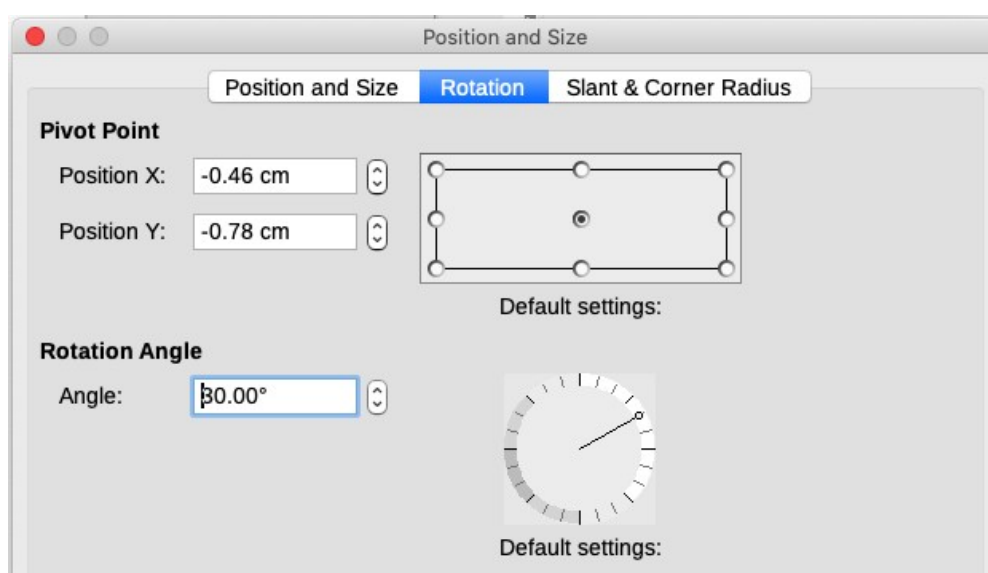 Position and Size
Position and Size Rotation Slant & Corner Radius
Pivot Point
Position X: -0.46 cm
Position Y: -0.78 cm
Default settings:
Rotation Angle
Angle: 30.00°
Default settings: